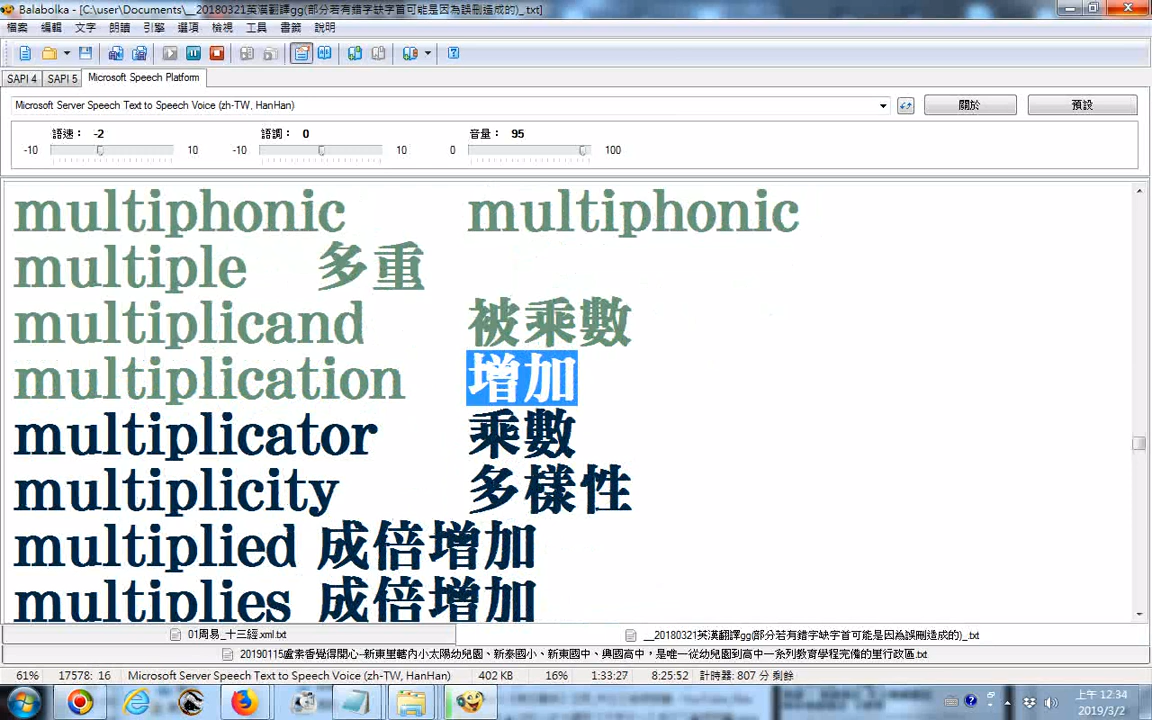 Balabolka - [C:\user\Documents\__20180321英漢翻譯gg(部分若有錯字缺字首可能是因為誤刪造成的)_.txt]
檔案 編輯 文字 朗讀 引擎 選項 檢視 工具 書籤 說明
SAPI 4 SAPI 5 Microsoft Speech Platform
Microsoft Server Speech Text to Speech Voice (zh-TW, HanHan) 關於 預設
語速： -2 語調： 0 音量： 95
-10 10 -10 10 0 100
multiphonic multiphonic
multiple 多重
multiplicand 被乘數
multiplication 增加
multiplicator 乘數
multiplicity 多樣性
multiplied 成倍增加
multiplies 成倍增加
01周易_十三經.xml.txt __20180321英漢翻譯gg(部分若有錯字缺字首可能是因為誤刪造成的)_.txt
20190115盧素香覺得開心-新東里轄內小太陽幼兒園、新泰國小、新東國中、興國高中，是唯一從幼兒園到高中一系列教育學程完備的里行政區.txt
61% 17578: 16 Microsoft Server Speech Text to Speech Voice (zh-TW, HanHan) 402 KB 16% 1:33:27 8:25:52 計時器: 807 分 剩餘
上午 12:34
2019/3/2